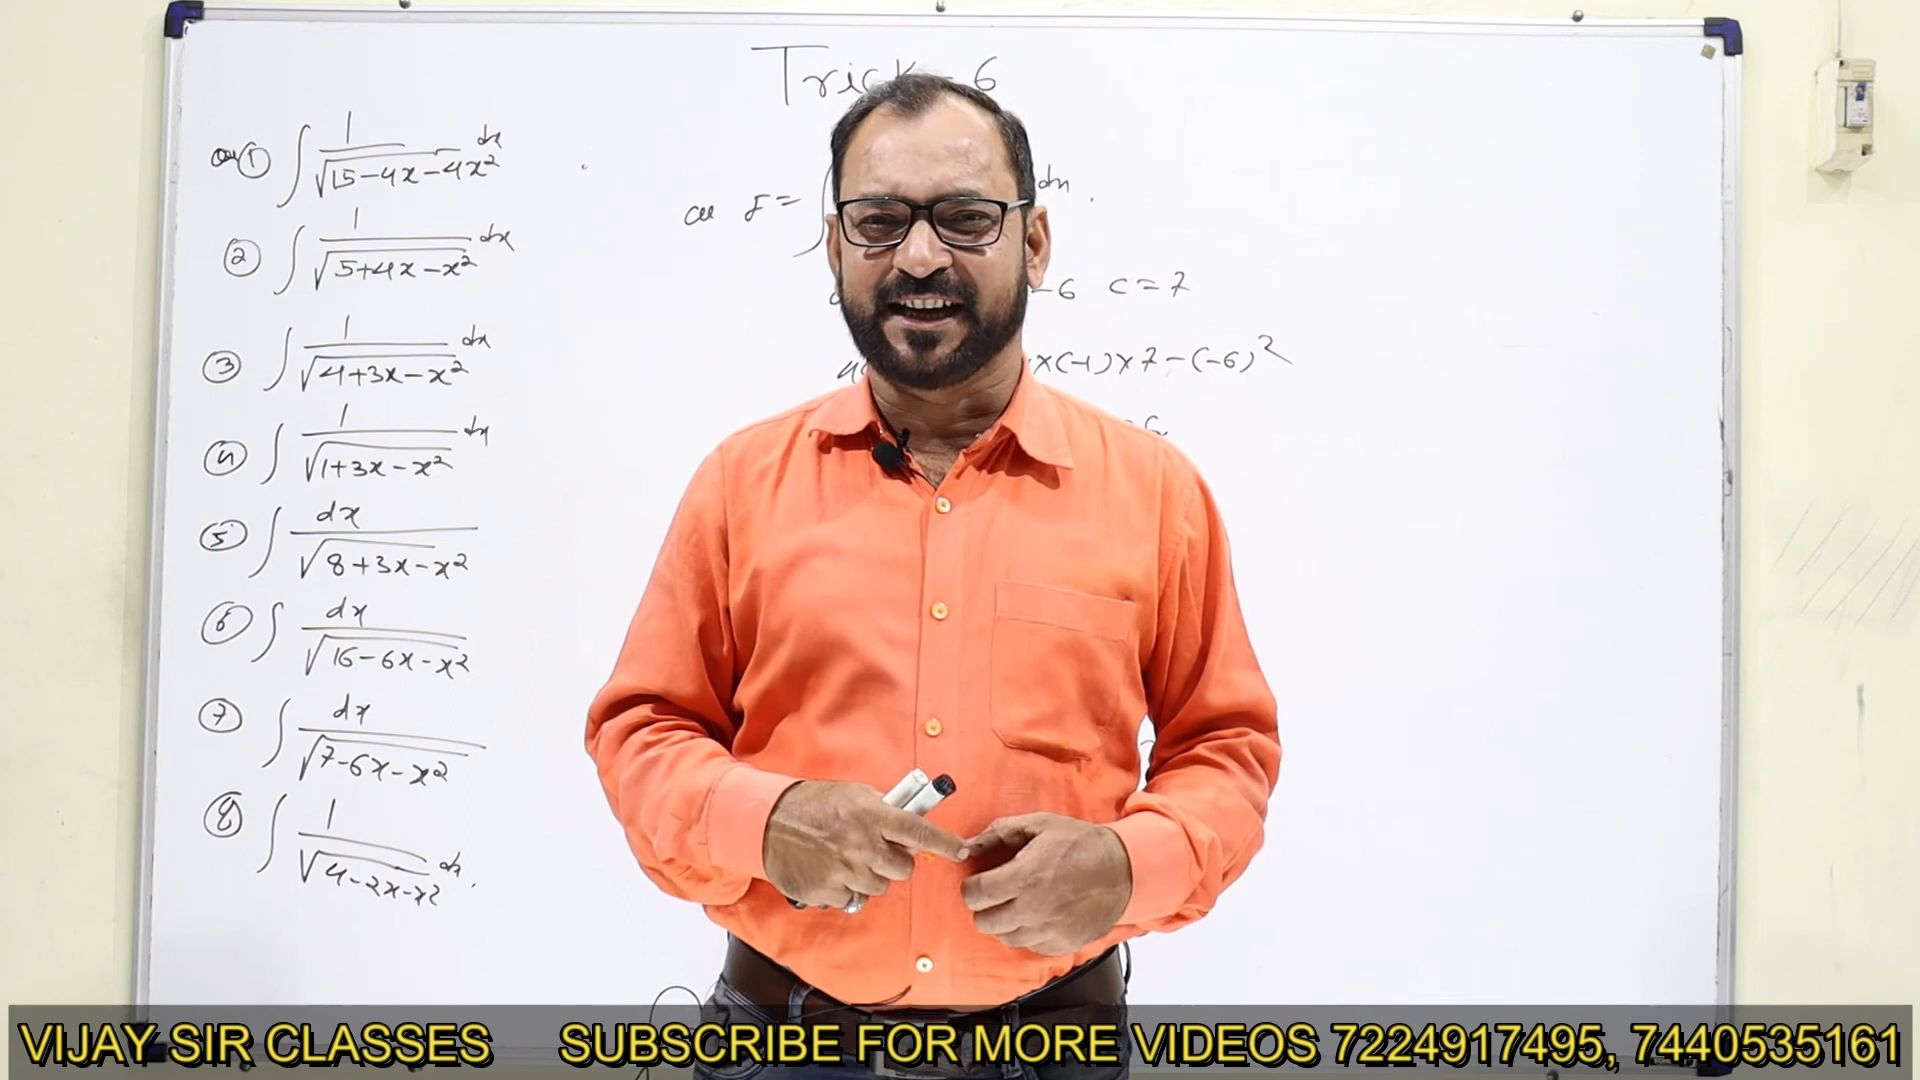 Trick-6
① ∫ 1/√(15-4x-4x²) dx
② ∫ 1/√(5+4x-x²) dx
③ ∫ 1/√(4+3x-x²) dx
④ ∫ 1/√(1+3x-x²) dx
⑤ ∫ dx/√(8+3x-x²)
⑥ ∫ dx/√(16-6x-x²)
⑦ ∫ dx/√(7-6x-x²)
⑧ ∫ 1/√(4-2x-x²) dx.
I = ∫ dx.
-6 c=7
×(-1)×7-(-6)²
VIJAY SIR CLASSES SUBSCRIBE FOR MORE VIDEOS 7224917495, 7440535161